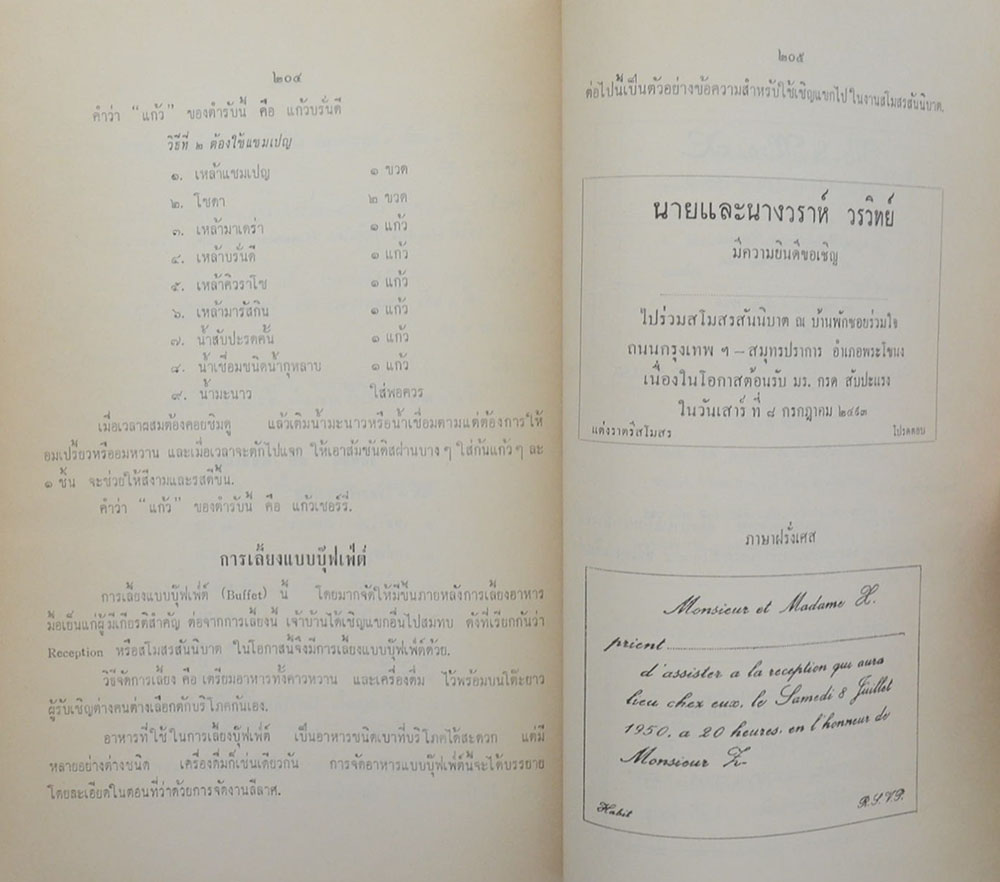 ๒๐๔
คำว่า “แก้ว” ของตำรับนี้ คือ แก้วบรั่นดี
วิธีที่ ๒ ต้องใช้แชมเปญ
๑. เหล้าแชมเปญ ๑ ขวด
๒. โซดา ๒ ขวด
๓. เหล้ามาเดร่า ๑ แก้ว
๔. เหล้าบรั่นดี ๑ แก้ว
๕. เหล้าคิวราโซ ๑ แก้ว
๖. เหล้ามารัสกิน ๑ แก้ว
๗. น้ำสับปะรดคั้น ๑ แก้ว
๘. น้ำเชื่อมชนิดน้ำกุหลาบ ๑ แก้ว
๙. น้ำมะนาว ใส่พอควร
เมื่อเวลาผสมต้องคอยชิมดู แล้วเติมน้ำมะนาวหรือน้ำเชื่อมตามแต่ต้องการให้
อมเปรี้ยวหรืออมหวาน และเมื่อเวลาจะตักไปแจก ให้เอาส้มซันคิสผ่านบาง ๆ ใส่ก้นแก้ว ๆ ละ
๑ ชิ้น จะช่วยให้สีงามและรสดีขึ้น.
คำว่า “แก้ว” ของตำรับนี้ คือ แก้วเชอร์รี่.
การเลี้ยงแบบบุ๊ฟเฟ่ต์
การเลี้ยงแบบบุ๊ฟเฟ่ต์ (Buffet) นี้ โดยมากจัดให้มีขึ้นภายหลังการเลี้ยงอาหาร
มื้อเย็นแก่ผู้มีเกียรติสำคัญ ต่อจากการเลี้ยงนี้ เจ้าบ้านได้เชิญแขกอื่นไปสมทบ ดังที่เรียกกันว่า
Reception หรือสโมสรสันนิบาต ในโอกาสนี้จึงมีการเลี้ยงแบบบุ๊ฟเฟ่ต์ด้วย.
วิธีจัดการเลี้ยง คือ เตรียมอาหารทั้งคาวหวาน และเครื่องดื่ม ไว้พร้อมบนโต๊ะยาว
ผู้รับเชิญต่างคนต่างเลือกตักบริโภคกันเอง.
อาหารที่ใช้ในการเลี้ยงบุ๊ฟเฟ่ต์ เป็นอาหารชนิดเบาที่บริโภคได้สะดวก แต่มี
หลายอย่างต่างชนิด เครื่องดื่มก็เช่นเดียวกัน การจัดอาหารแบบบุ๊ฟเฟ่ต์นี้จะได้บรรยาย
โดยละเอียดในตอนที่ว่าด้วยการจัดงานลีลาศ.
๒๐๕
ต่อไปนี้เป็นตัวอย่างข้อความสำหรับใช้เชิญแขกไปในงานสโมสรสันนิบาต.
นายและนางวราห์ วรวิทย์
มีความยินดีขอเชิญ
ไปร่วมสโมสรสันนิบาต ณ บ้านพักซอยร่วมใจ
ถนนกรุงเทพ ฯ – สมุทรปราการ อำเภอพระโขนง
เนื่องในโอกาสต้อนรับ มร. กรด สับปะแรง
ในวันเสาร์ ที่ ๘ กรกฎาคม ๒๔๙๓
แต่งราตรีสโมสร โปรดตอบ
ภาษาฝรั่งเศส
Monsieur et Madame X.
prient
d'assister a la reception qui aura
lieu chex eux, le Samedi 8 Juillet
1950, a 20 heures, en l'honneur de
Monsieur Z-
Habit R.S.V.P.